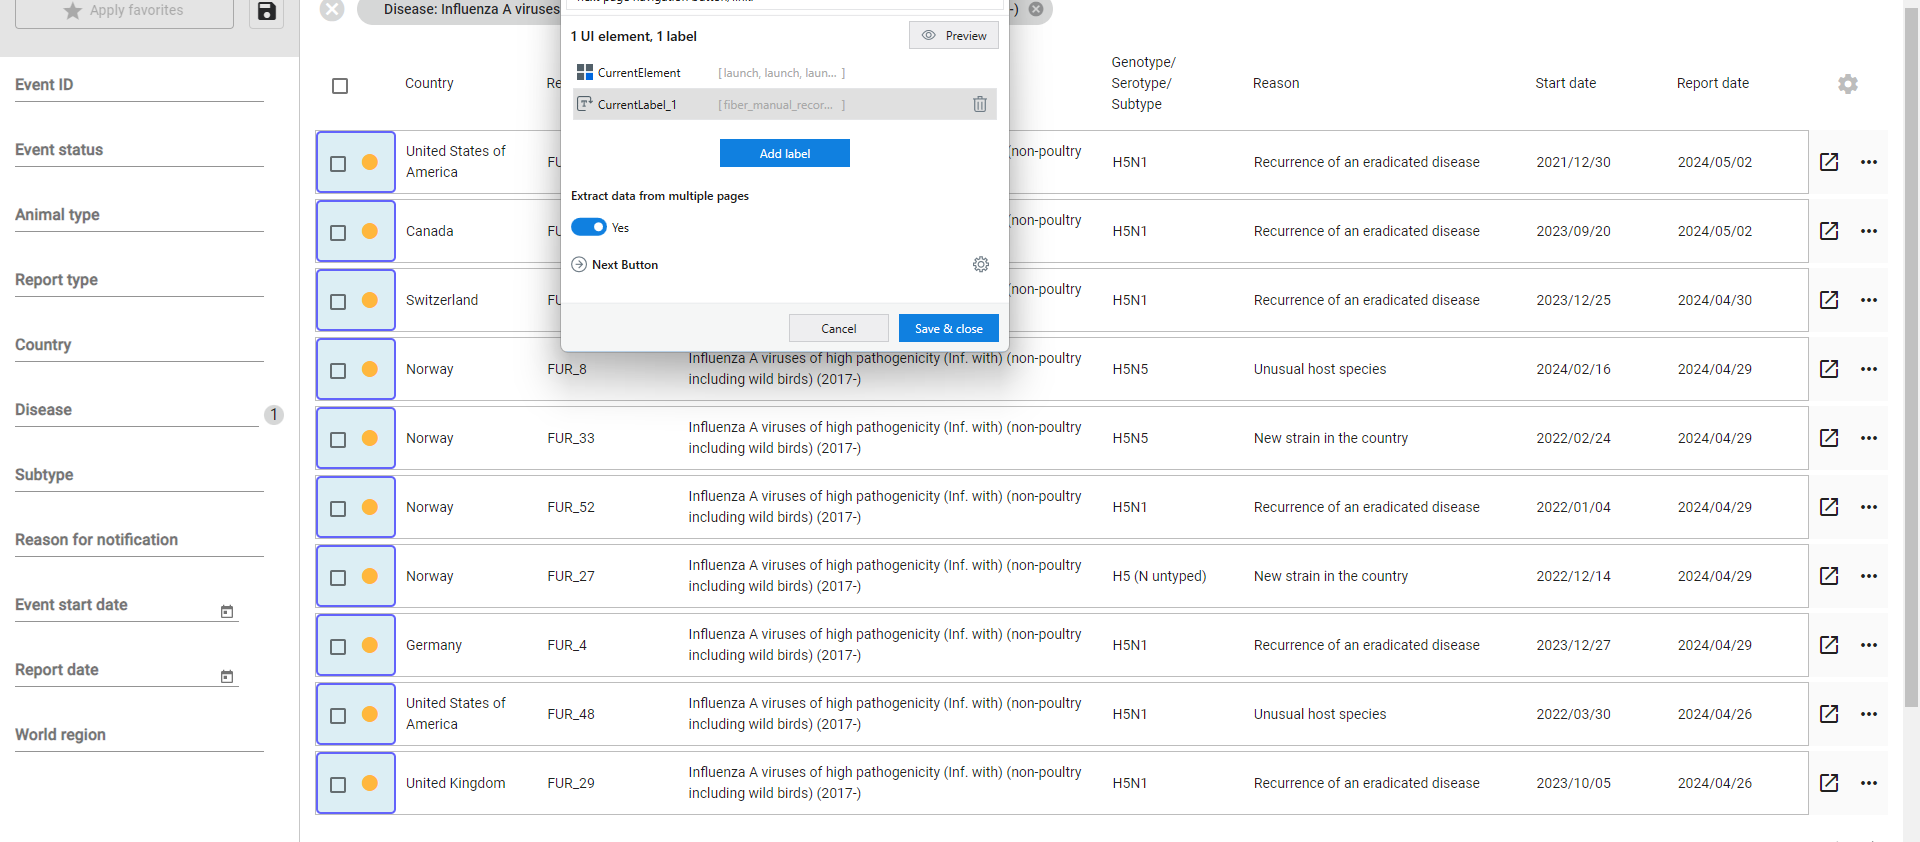 Apply favorites
Event ID
Event status
Animal type
Report type
Country
Disease
1
Subtype
Reason for notification
Event start date
Report date
World region
Disease: Influenza A viruses
-)
1 UI element, 1 label
Preview
CurrentElement
[ launch, launch, laun... ]
CurrentLabel_1
[ fiber_manual_recor... ]
Add label
Extract data from multiple pages
Yes
Next Button
Cancel
Save & close
Country
Re
Genotype/
Serotype/
Subtype
Reason
Start date
Report date
United States of
America
FU
(non-poultry
H5N1
Recurrence of an eradicated disease
2021/12/30
2024/05/02
Canada
FU
(non-poultry
H5N1
Recurrence of an eradicated disease
2023/09/20
2024/05/02
Switzerland
FU
(non-poultry
H5N1
Recurrence of an eradicated disease
2023/12/25
2024/04/30
Norway
FUR_8
Influenza A viruses of high pathogenicity (Inf. with) (non-poultry
including wild birds) (2017-)
H5N5
Unusual host species
2024/02/16
2024/04/29
Norway
FUR_33
Influenza A viruses of high pathogenicity (Inf. with) (non-poultry
including wild birds) (2017-)
H5N5
New strain in the country
2022/02/24
2024/04/29
Norway
FUR_52
Influenza A viruses of high pathogenicity (Inf. with) (non-poultry
including wild birds) (2017-)
H5N1
Recurrence of an eradicated disease
2022/01/04
2024/04/29
Norway
FUR_27
Influenza A viruses of high pathogenicity (Inf. with) (non-poultry
including wild birds) (2017-)
H5 (N untyped)
New strain in the country
2022/12/14
2024/04/29
Germany
FUR_4
Influenza A viruses of high pathogenicity (Inf. with) (non-poultry
including wild birds) (2017-)
H5N1
Recurrence of an eradicated disease
2023/12/27
2024/04/29
United States of
America
FUR_48
Influenza A viruses of high pathogenicity (Inf. with) (non-poultry
including wild birds) (2017-)
H5N1
Unusual host species
2022/03/30
2024/04/26
United Kingdom
FUR_29
Influenza A viruses of high pathogenicity (Inf. with) (non-poultry
including wild birds) (2017-)
H5N1
Recurrence of an eradicated disease
2023/10/05
2024/04/26